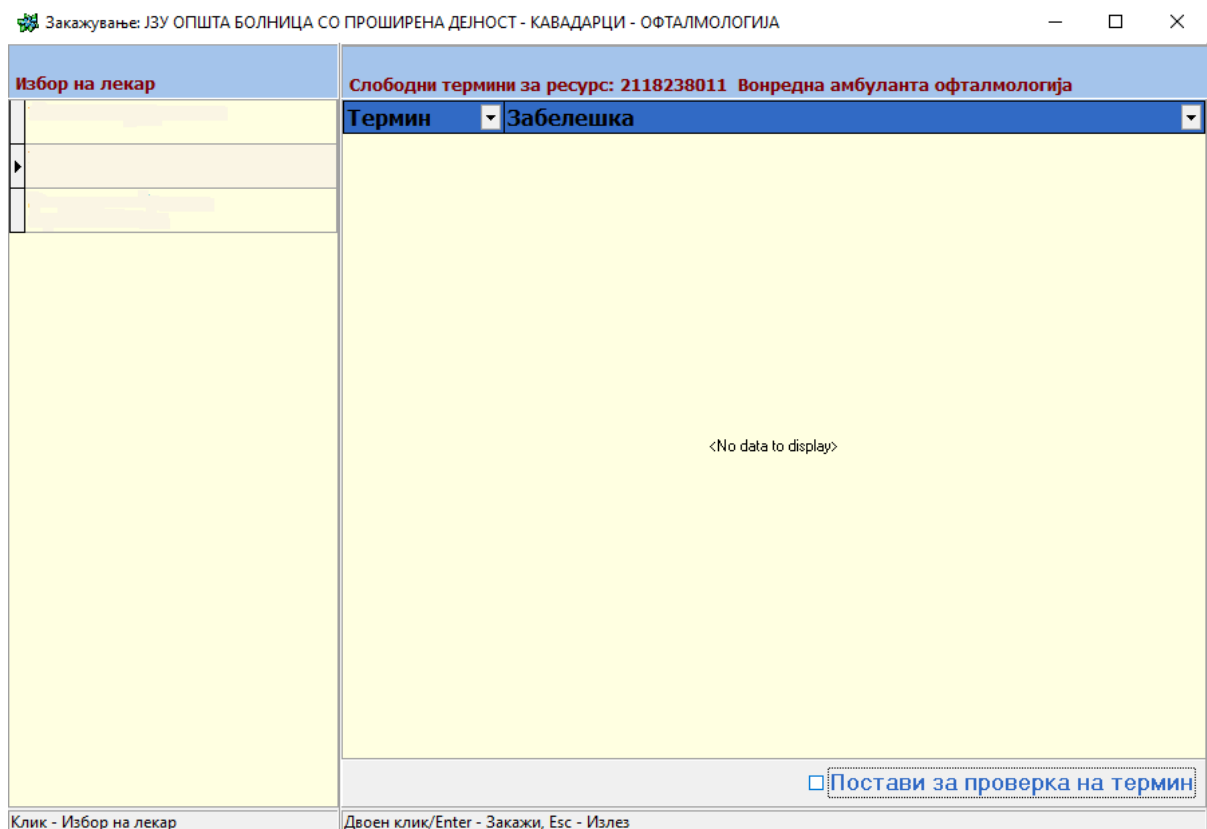 Закажување: ЈЗУ ОПШТА БОЛНИЦА СО ПРОШИРЕНА ДЕЈНОСТ - КАВАДАРЦИ - ОФТАЛМОЛОГИЈА
Избор на лекар
Слободни термини за ресурс: 2118238011 Вонредна амбуланта офталмологија
Термин Забелешка
<No data to display>
Постави за проверка на термин
Клик - Избор на лекар
Двоен клик/Enter - Закажи, Esc - Излез